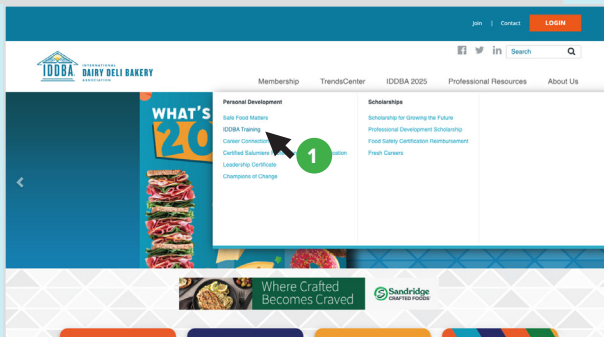 Join | Contact LOGIN
Search
IDDBA INTERNATIONAL
DAIRY DELI BAKERY
ASSOCIATION
Membership TrendsCenter IDDBA 2025 Professional Resources About Us
WHAT'S
20
Personal Development
Safe Food Matters
IDDBA Training
Career Connection
Certified Salumiere
Leadership Certificate
Champions of Change
Scholarships
Scholarship for Growing the Future
Professional Development Scholarship
Food Safety Certification Reimbursement
Fresh Careers
1
Where Crafted
Becomes Craved
Sandridge
CRAFTED FOODS